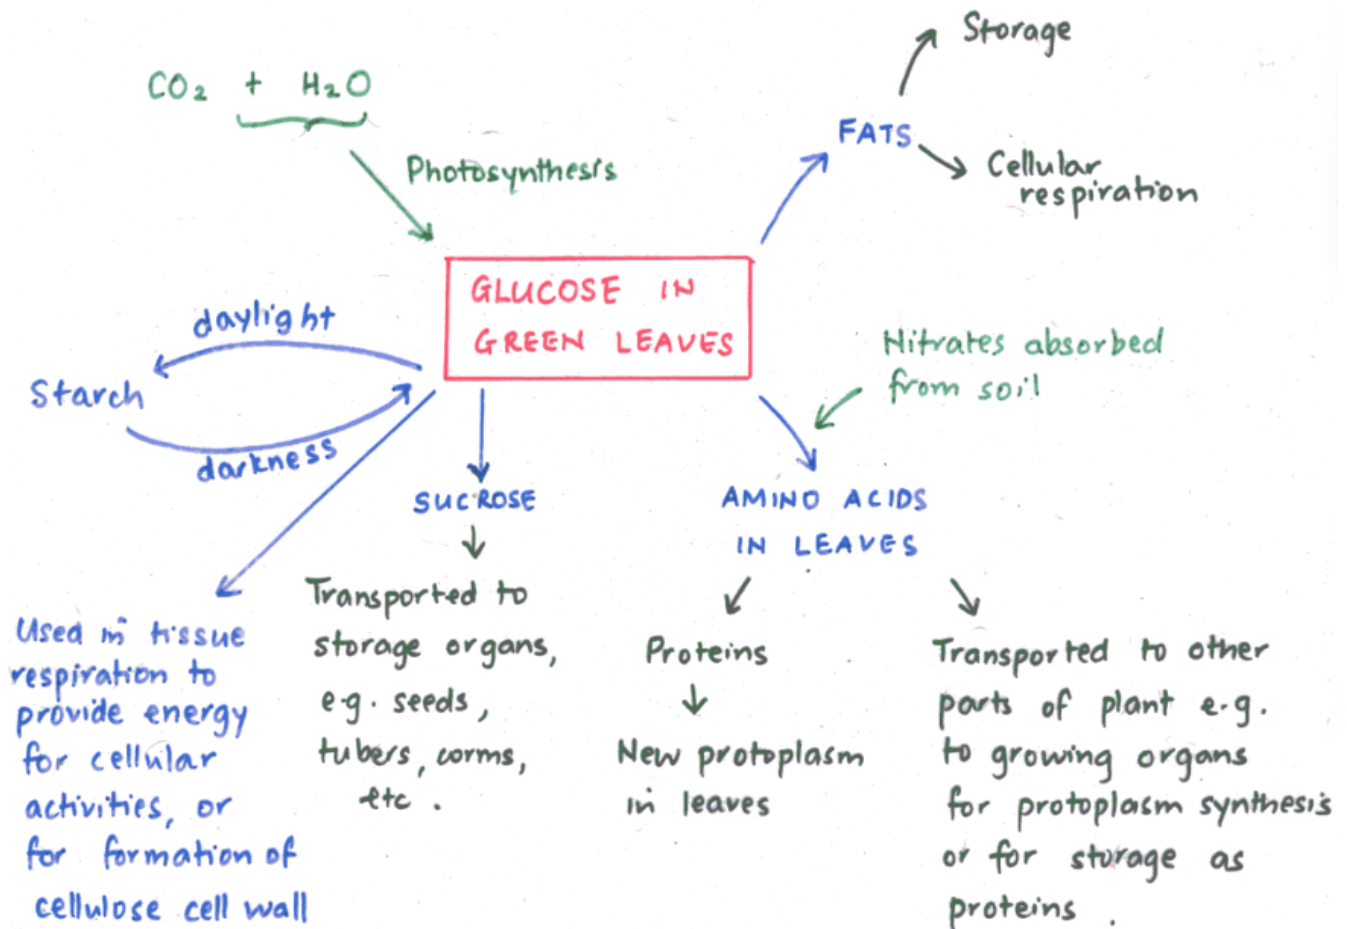 CO₂ + H₂O
Photosynthesis
GLUCOSE IN
GREEN LEAVES
FATS
Storage
Cellular
respiration
daylight
Starch
darkness
Nitrates absorbed
from soil
Used in tissue
respiration to
provide energy
for cellular
activities, or
for formation of
cellulose cell wall
SUCROSE
Transported to
storage organs,
e.g. seeds,
tubers, corms,
etc.
AMINO ACIDS
IN LEAVES
Proteins
New protoplasm
in leaves
Transported to other
parts of plant e.g.
to growing organs
for protoplasm synthesis
or for storage as
proteins.